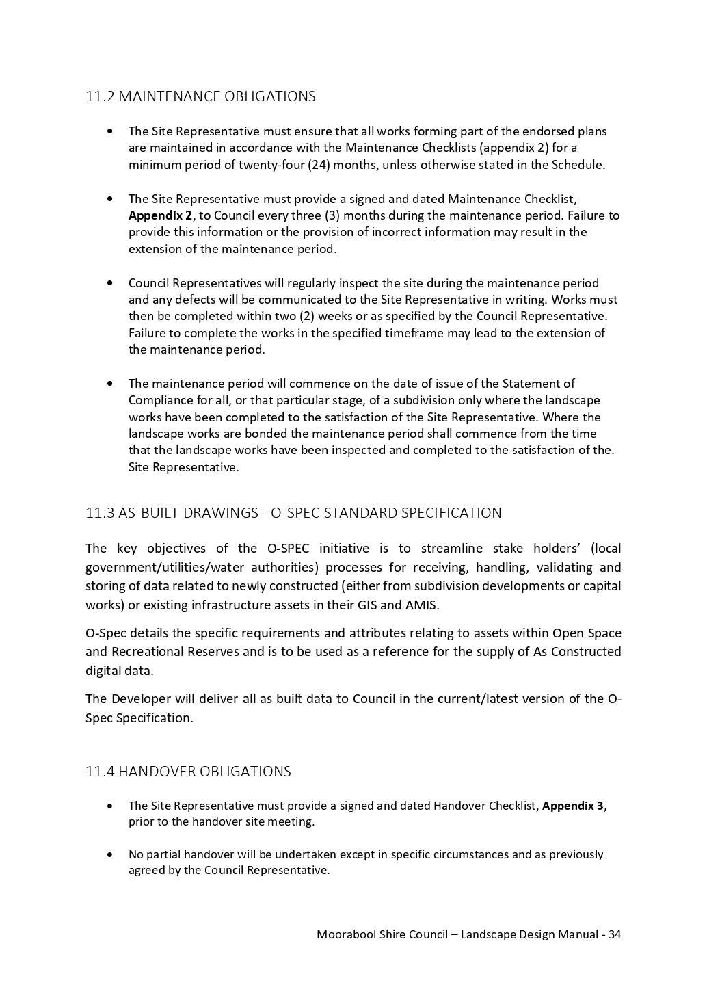 11.2 MAINTENANCE OBLIGATIONS
• The Site Representative must ensure that all works forming part of the endorsed plans
are maintained in accordance with the Maintenance Checklists (appendix 2) for a
minimum period of twenty-four (24) months, unless otherwise stated in the Schedule.
• The Site Representative must provide a signed and dated Maintenance Checklist,
Appendix 2, to Council every three (3) months during the maintenance period. Failure to
provide this information or the provision of incorrect information may result in the
extension of the maintenance period.
• Council Representatives will regularly inspect the site during the maintenance period
and any defects will be communicated to the Site Representative in writing. Works must
then be completed within two (2) weeks or as specified by the Council Representative.
Failure to complete the works in the specified timeframe may lead to the extension of
the maintenance period.
• The maintenance period will commence on the date of issue of the Statement of
Compliance for all, or that particular stage, of a subdivision only where the landscape
works have been completed to the satisfaction of the Site Representative. Where the
landscape works are bonded the maintenance period shall commence from the time
that the landscape works have been inspected and completed to the satisfaction of the.
Site Representative.
11.3 AS-BUILT DRAWINGS - O-SPEC STANDARD SPECIFICATION
The key objectives of the O-SPEC initiative is to streamline stake holders’ (local
government/utilities/water authorities) processes for receiving, handling, validating and
storing of data related to newly constructed (either from subdivision developments or capital
works) or existing infrastructure assets in their GIS and AMIS.
O-Spec details the specific requirements and attributes relating to assets within Open Space
and Recreational Reserves and is to be used as a reference for the supply of As Constructed
digital data.
The Developer will deliver all as built data to Council in the current/latest version of the O-
Spec Specification.
11.4 HANDOVER OBLIGATIONS
• The Site Representative must provide a signed and dated Handover Checklist, Appendix 3,
prior to the handover site meeting.
• No partial handover will be undertaken except in specific circumstances and as previously
agreed by the Council Representative.
Moorabool Shire Council – Landscape Design Manual - 34